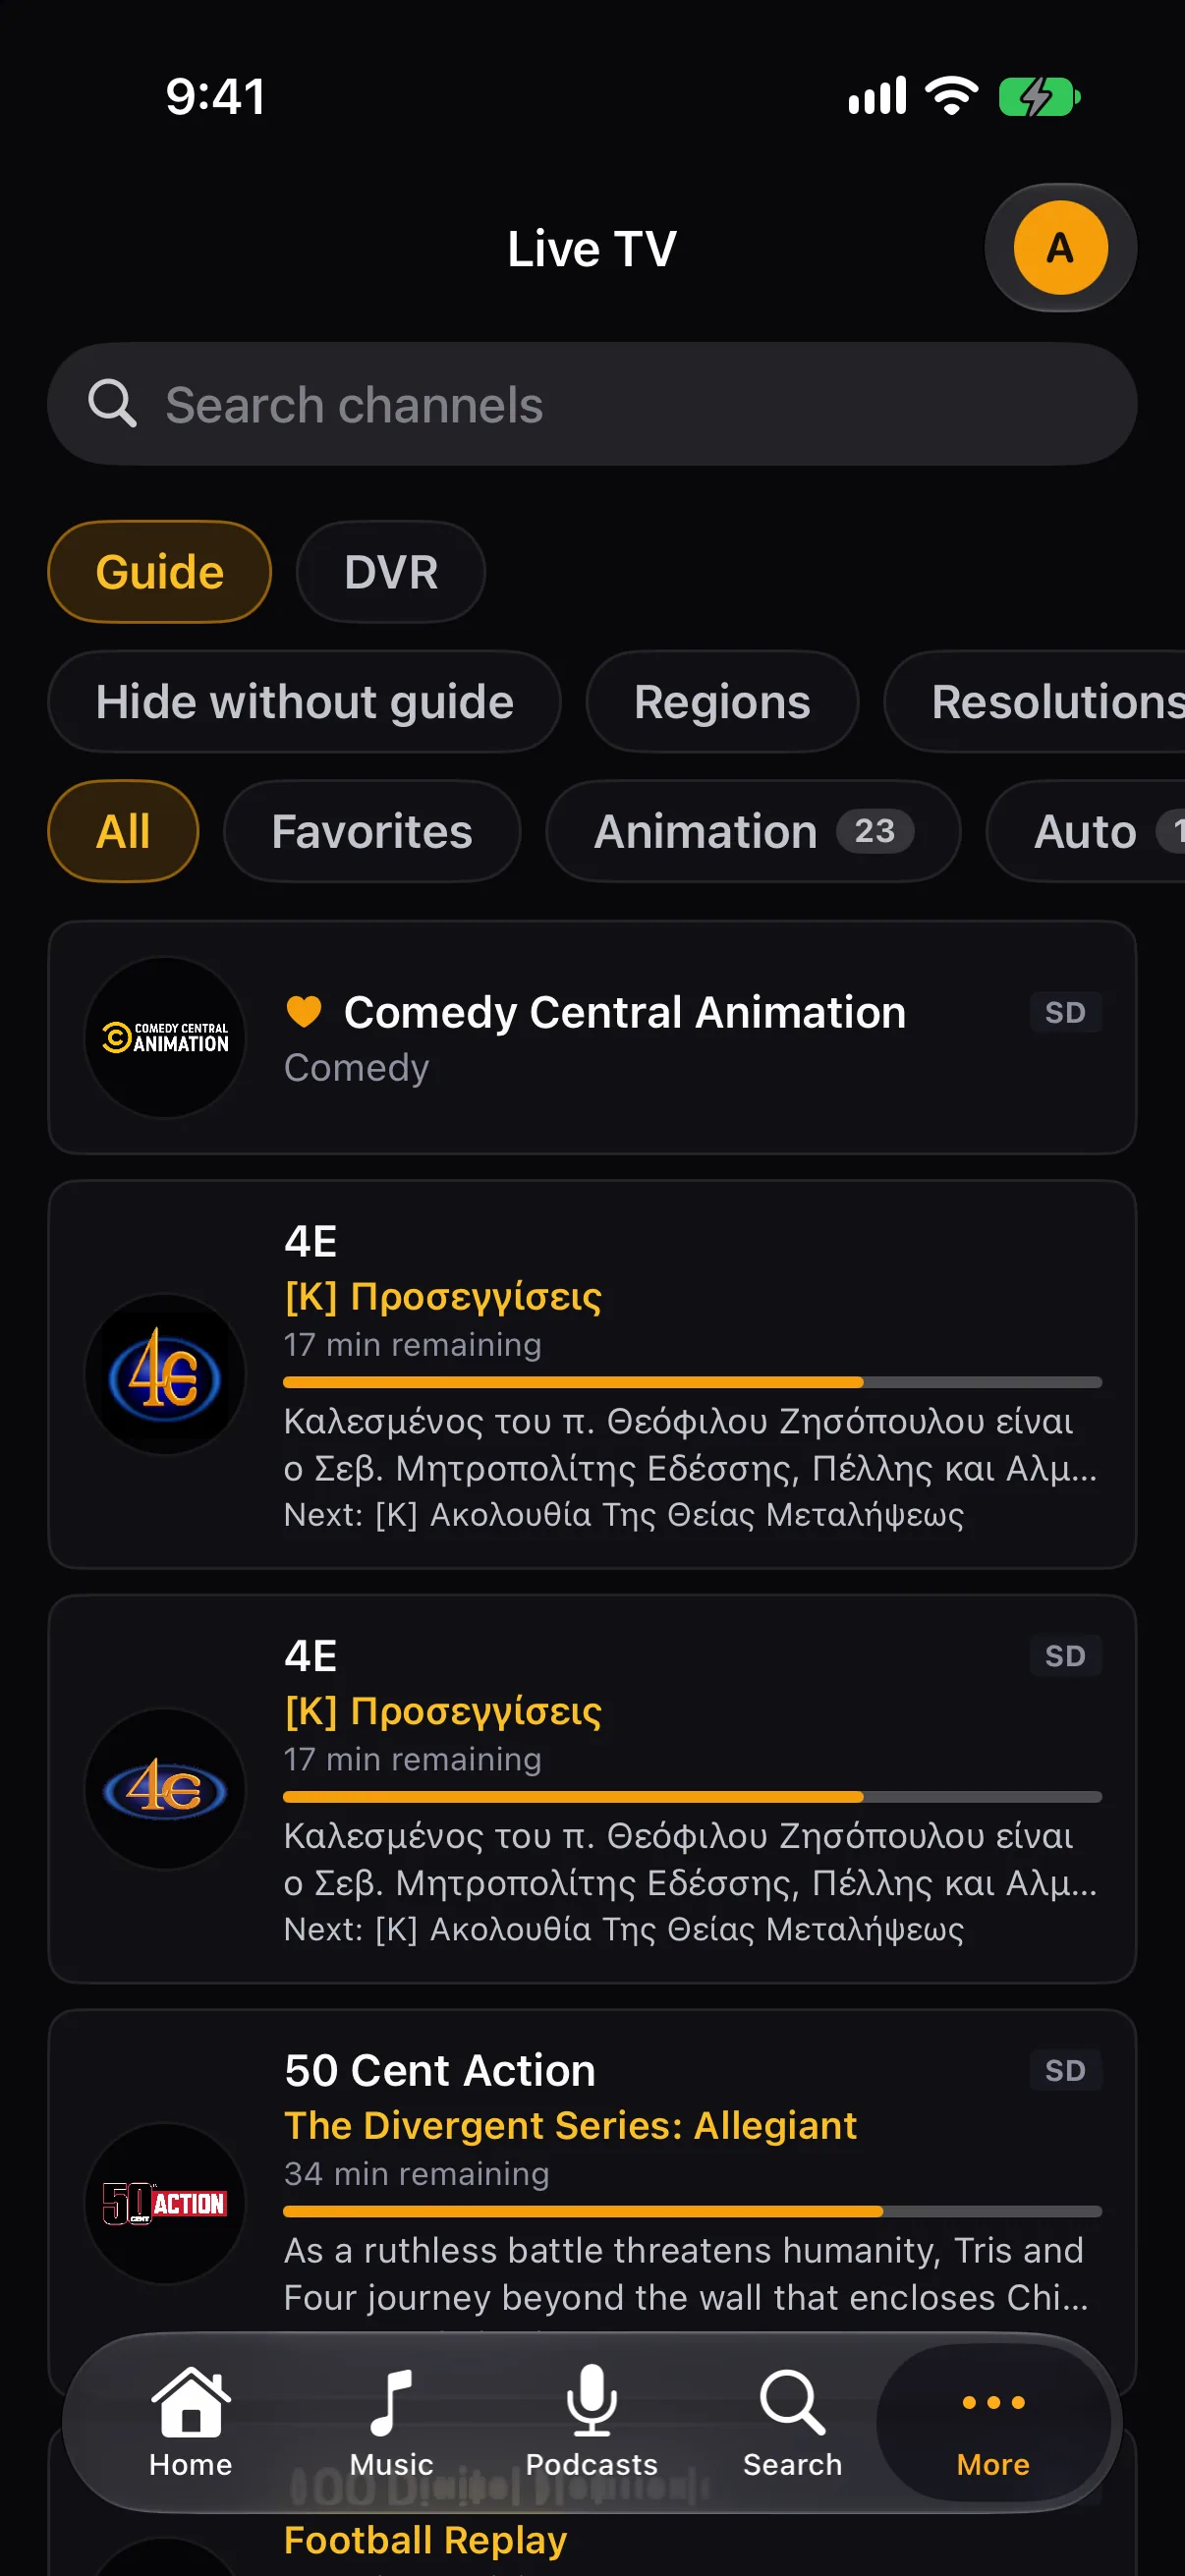 9:41
Live TV
A
Search channels
Guide
DVR
Hide without guide
Regions
Resolutions
All
Favorites
Animation 23
Auto
COMEDY CENTRAL
ANIMATION
Comedy Central Animation
SD
Comedy
4E
4E
[K] Προσεγγίσεις
17 min remaining
Καλεσμένος του π. Θεόφιλου Ζησόπουλου είναι
ο Σεβ. Μητροπολίτης Εδέσσης, Πέλλης και Αλμ...
Next: [K] Ακολουθία Της Θείας Μεταλήψεως
4E
4E
SD
[K] Προσεγγίσεις
17 min remaining
Καλεσμένος του π. Θεόφιλου Ζησόπουλου είναι
ο Σεβ. Μητροπολίτης Εδέσσης, Πέλλης και Αλμ...
Next: [K] Ακολουθία Της Θείας Μεταλήψεως
50 CENT ACTION
50 Cent Action
SD
The Divergent Series: Allegiant
34 min remaining
As a ruthless battle threatens humanity, Tris and
Four journey beyond the wall that encloses Chi...
Home
Music
Podcasts
Search
More
Football Replay